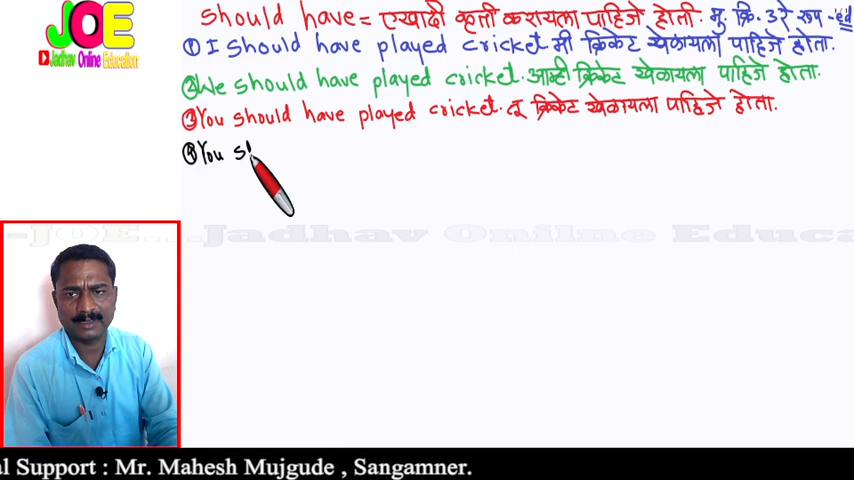 JOE
Jadhav Online Education
should have = एखादी कृती करायला पाहिजे होती. मु. क्रि. 3 रे रूप -ed
① I should have played cricket मी क्रिकेट खेळायला पाहिजे होता.
② We should have played cricket. आम्ही क्रिकेट खेळायला पाहिजे होता.
③ You should have played cricket. तू क्रिकेट खेळायला पाहिजे होता.
④ You s
-JOE...Jadhav Online Educa
al Support : Mr. Mahesh Mujgude , Sangamner.